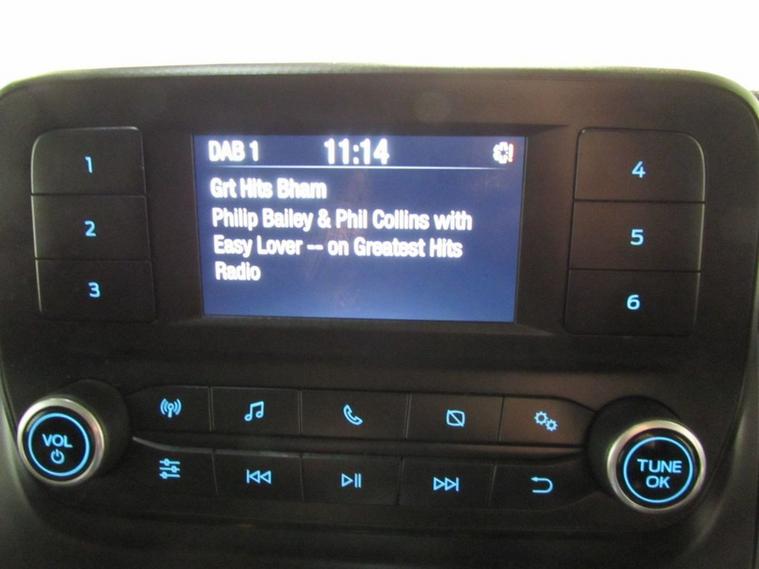 DAB 1 11:14
Grt Hits Bham
Philip Bailey & Phil Collins with
Easy Lover -- on Greatest Hits
Radio
1
2
3
4
5
6
VOL
TUNE
OK